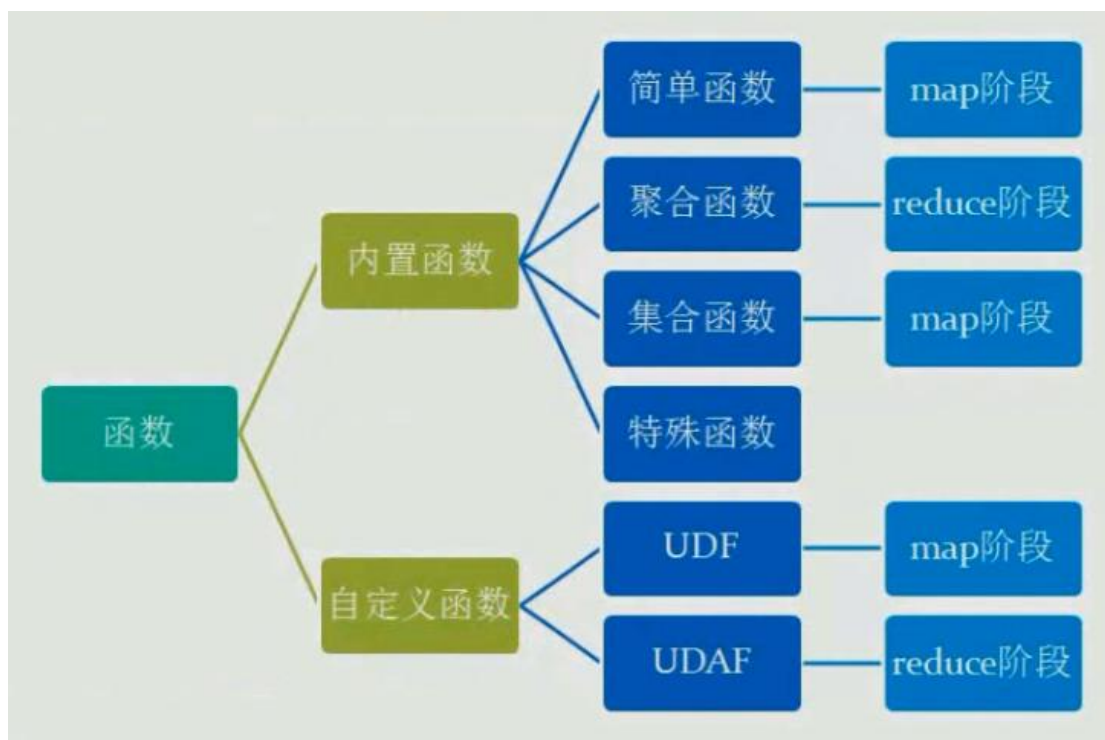 简单函数
map阶段
聚合函数
reduce阶段
内置函数
集合函数
map阶段
函数
特殊函数
UDF
map阶段
自定义函数
UDAF
reduce阶段